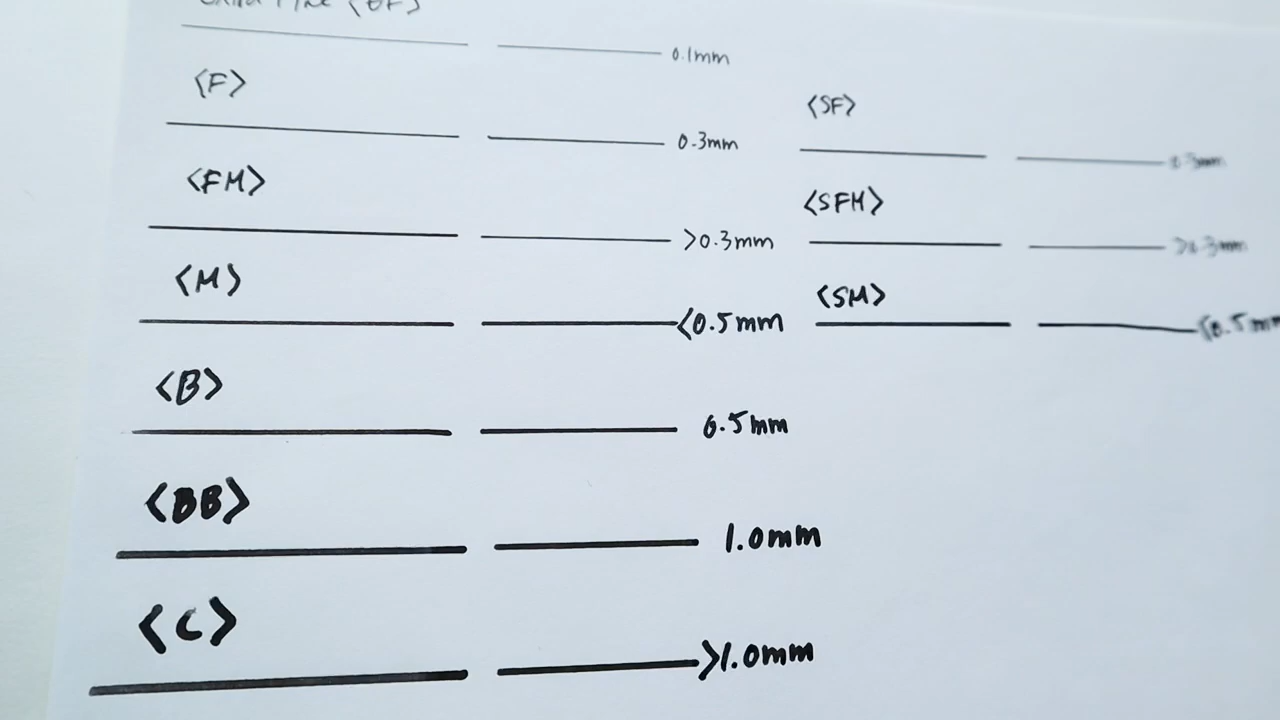 <F>
0.1mm
<SF>
0.3mm
<FM>
<SFM>
>0.3mm
<M>
<SM>
<0.5mm
<B>
0.5mm
<BB>
1.0mm
<C>
>1.0mm